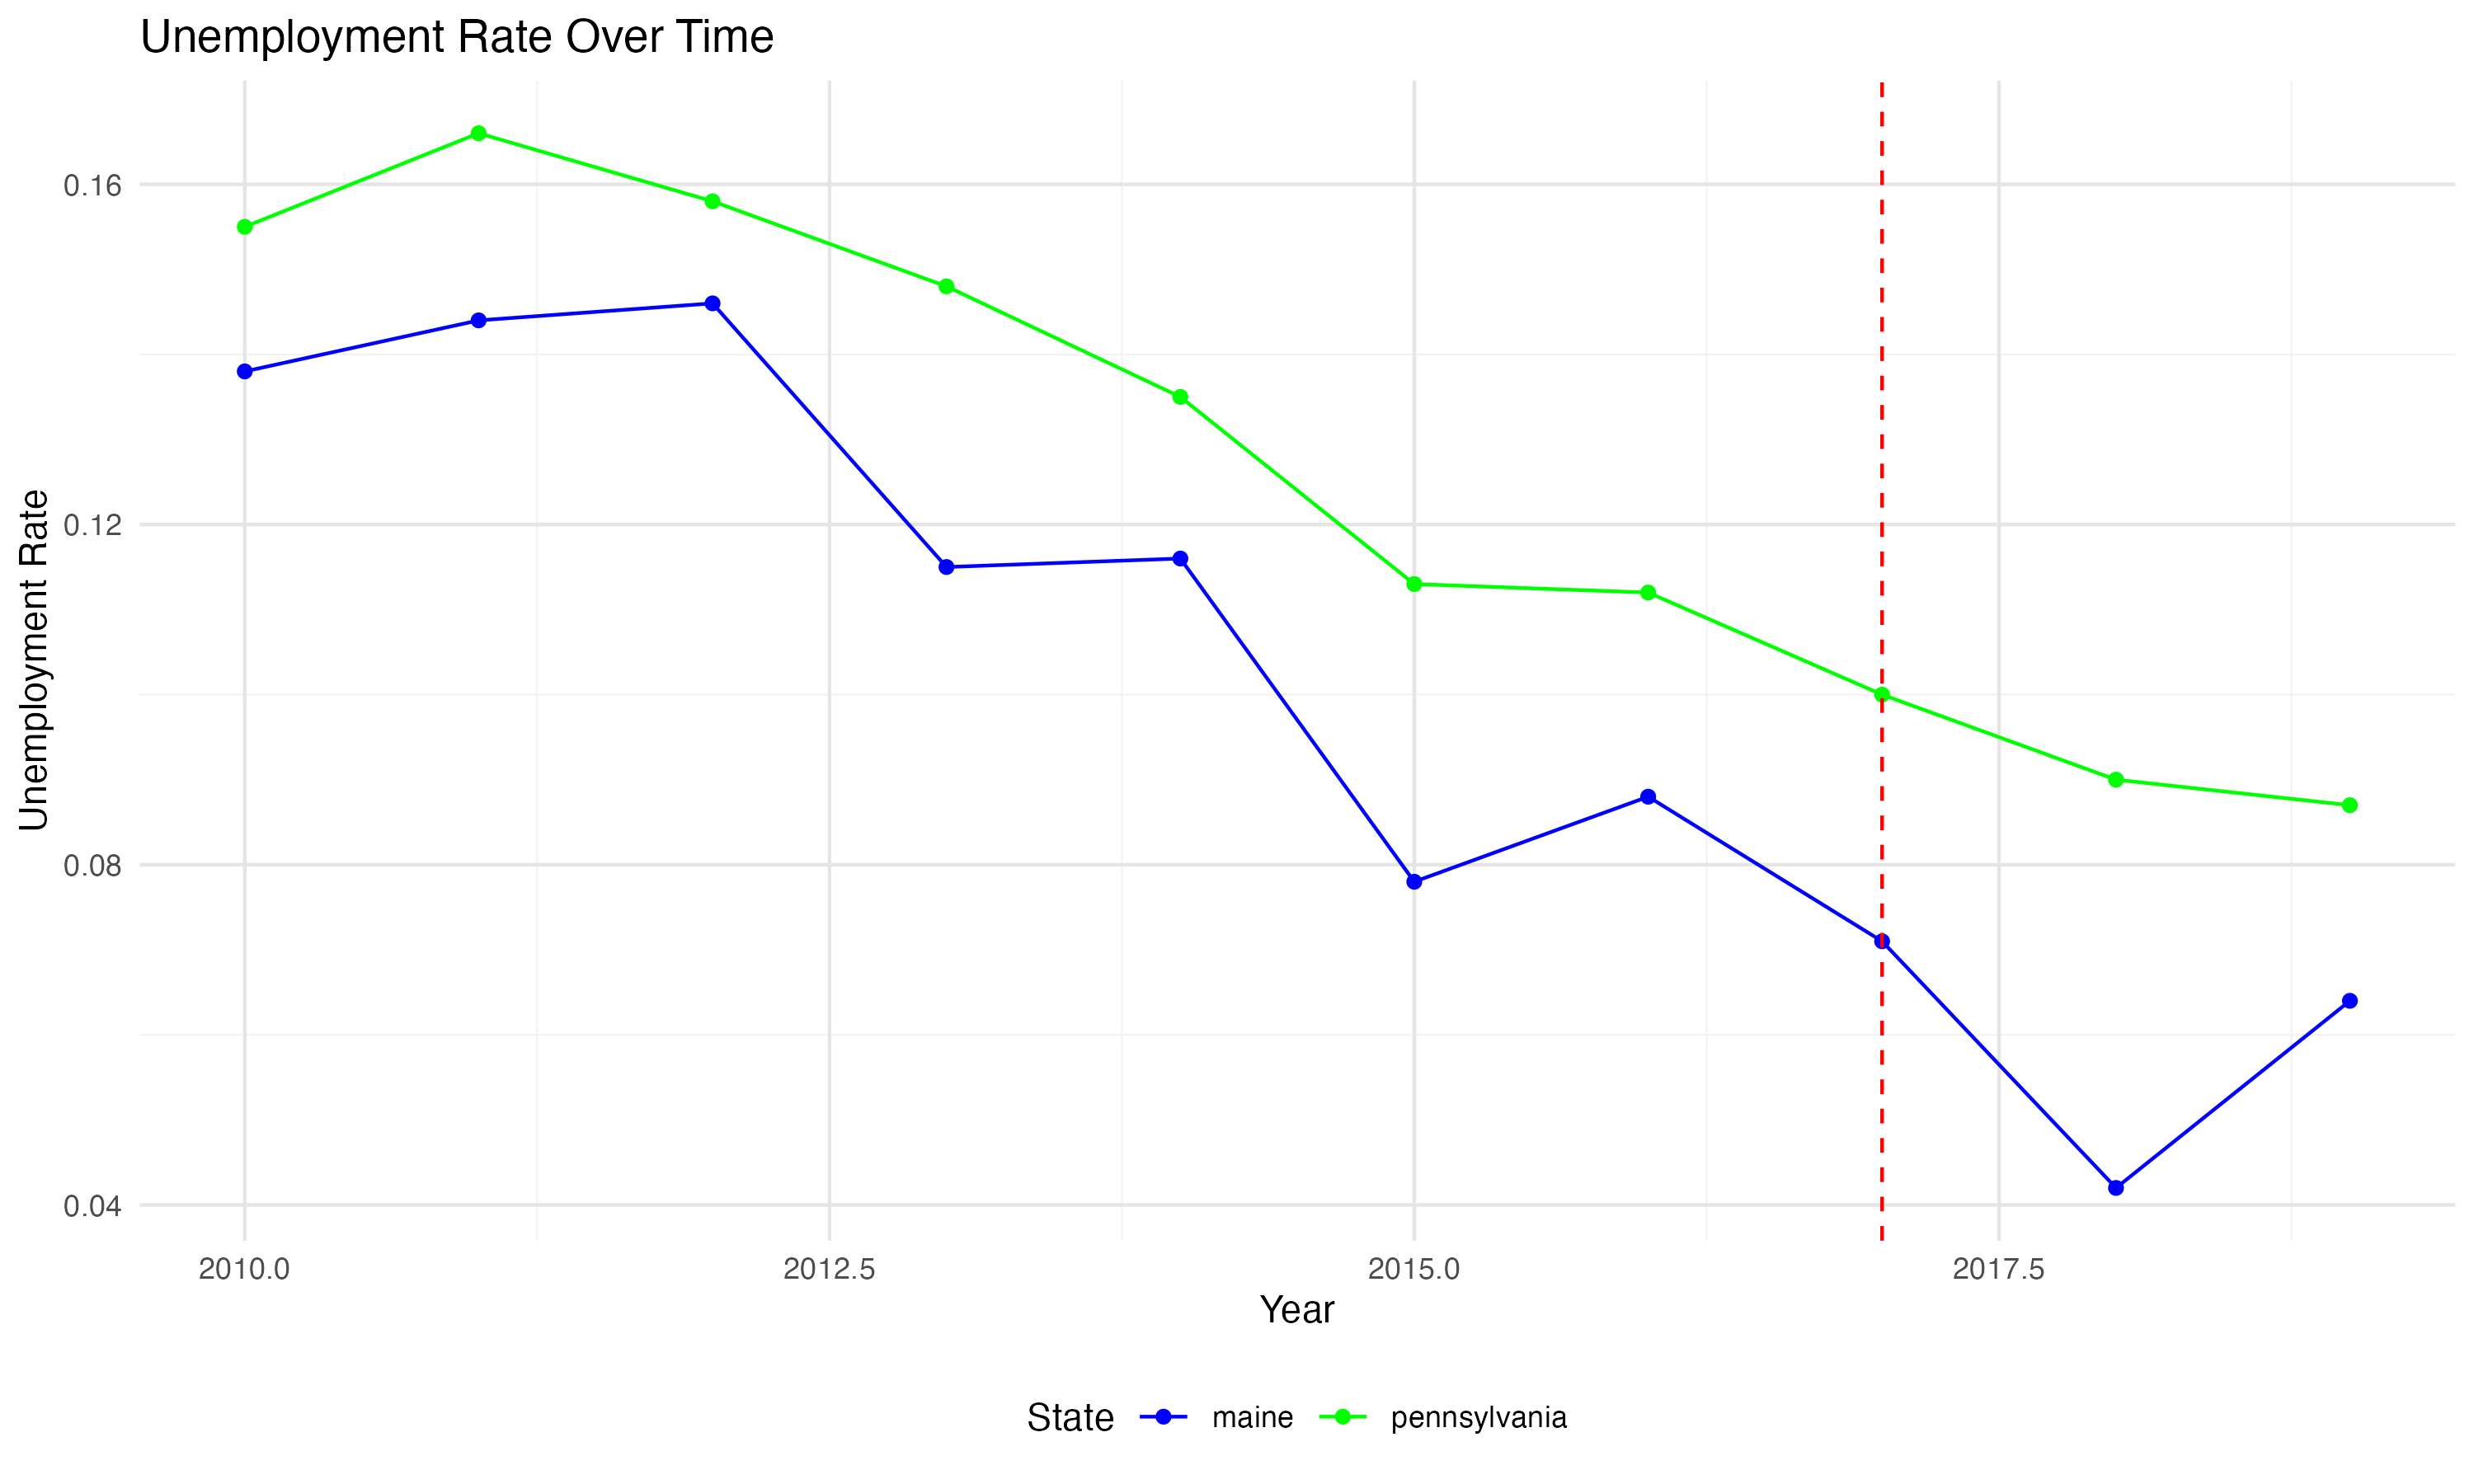 Unemployment Rate Over Time
Unemployment Rate
0.16
0.12
0.08
0.04
2010.0 2012.5 2015.0 2017.5
Year
State maine pennsylvania